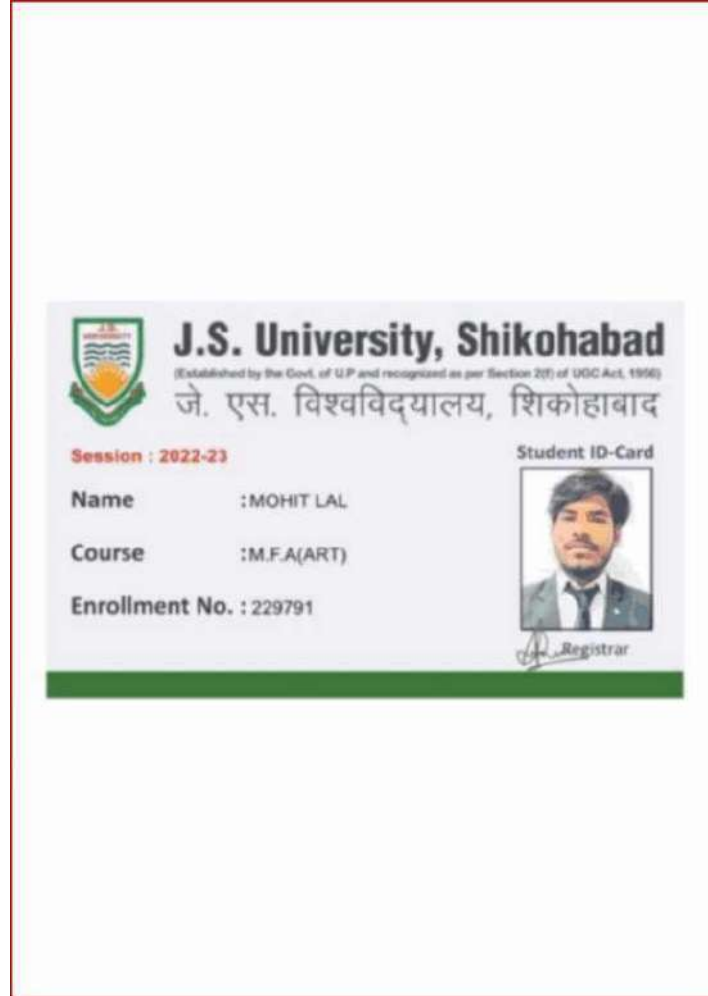 J.S. UNIVERSITY
J.S. University, Shikohabad
(Established by the Govt. of U.P and recognized as per Section 2(f) of UGC Act, 1956)
जे. एस. विश्वविद्यालय, शिकोहाबाद
Session : 2022-23
Student ID-Card
Name :MOHIT LAL
Course :M.F.A(ART)
Enrollment No. : 229791
Registrar